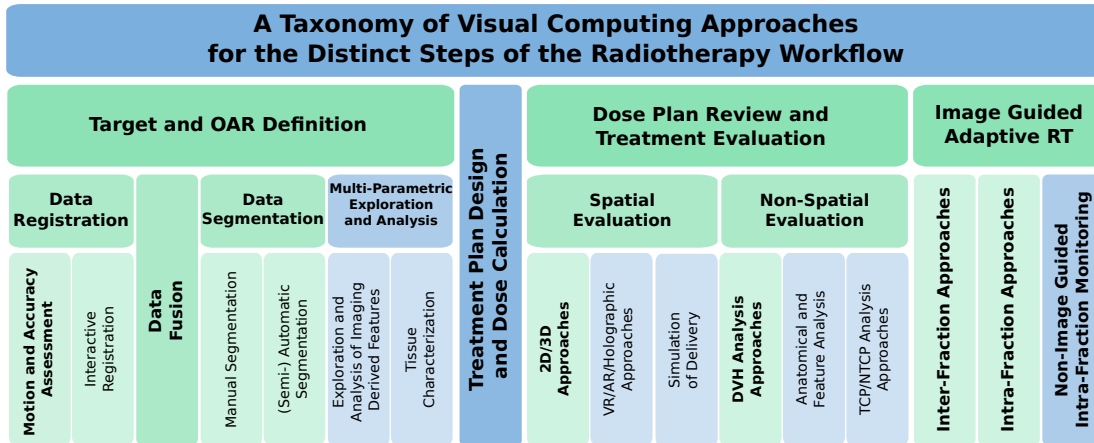 A Taxonomy of Visual Computing Approaches
for the Distinct Steps of the Radiotherapy Workflow
Target and OAR Definition
Data
Registration
Motion and Accuracy
Assessment
Interactive
Registration
Data
Fusion
Data
Segmentation
Manual Segmentation
(Semi-) Automatic
Segmentation
Multi-Parametric
Exploration
and Analysis
Exploration and
Analysis of Imaging
Derived Features
Tissue
Characterization
Treatment Plan Design
and Dose Calculation
Dose Plan Review and
Treatment Evaluation
Spatial
Evaluation
2D/3D
Approaches
VR/AR/Holographic
Approaches
Simulation
of Delivery
Non-Spatial
Evaluation
DVH Analysis
Approaches
Anatomical and
Feature Analysis
TCP/NTCP Analysis
Approaches
Image Guided
Adaptive RT
Inter-Fraction Approaches
Intra-Fraction Approaches
Non-Image Guided
Intra-Fraction Monitoring